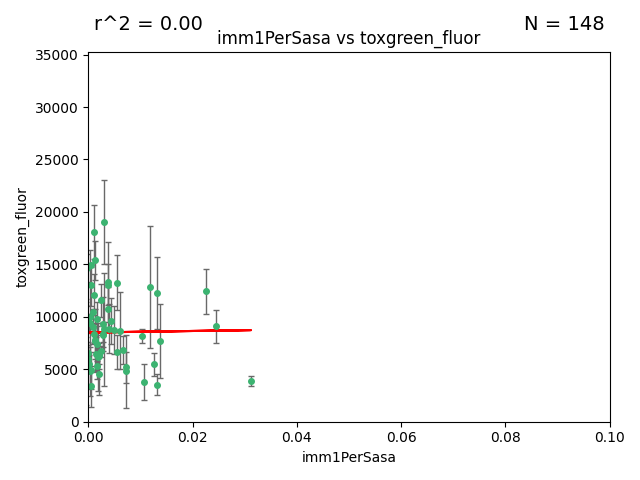 r^2 = 0.00
N = 148
imm1PerSasa vs toxgreen_fluor
35000
30000
25000
20000
15000
10000
5000
0
toxgreen_fluor
0.00 0.02 0.04 0.06 0.08 0.10
imm1PerSasa